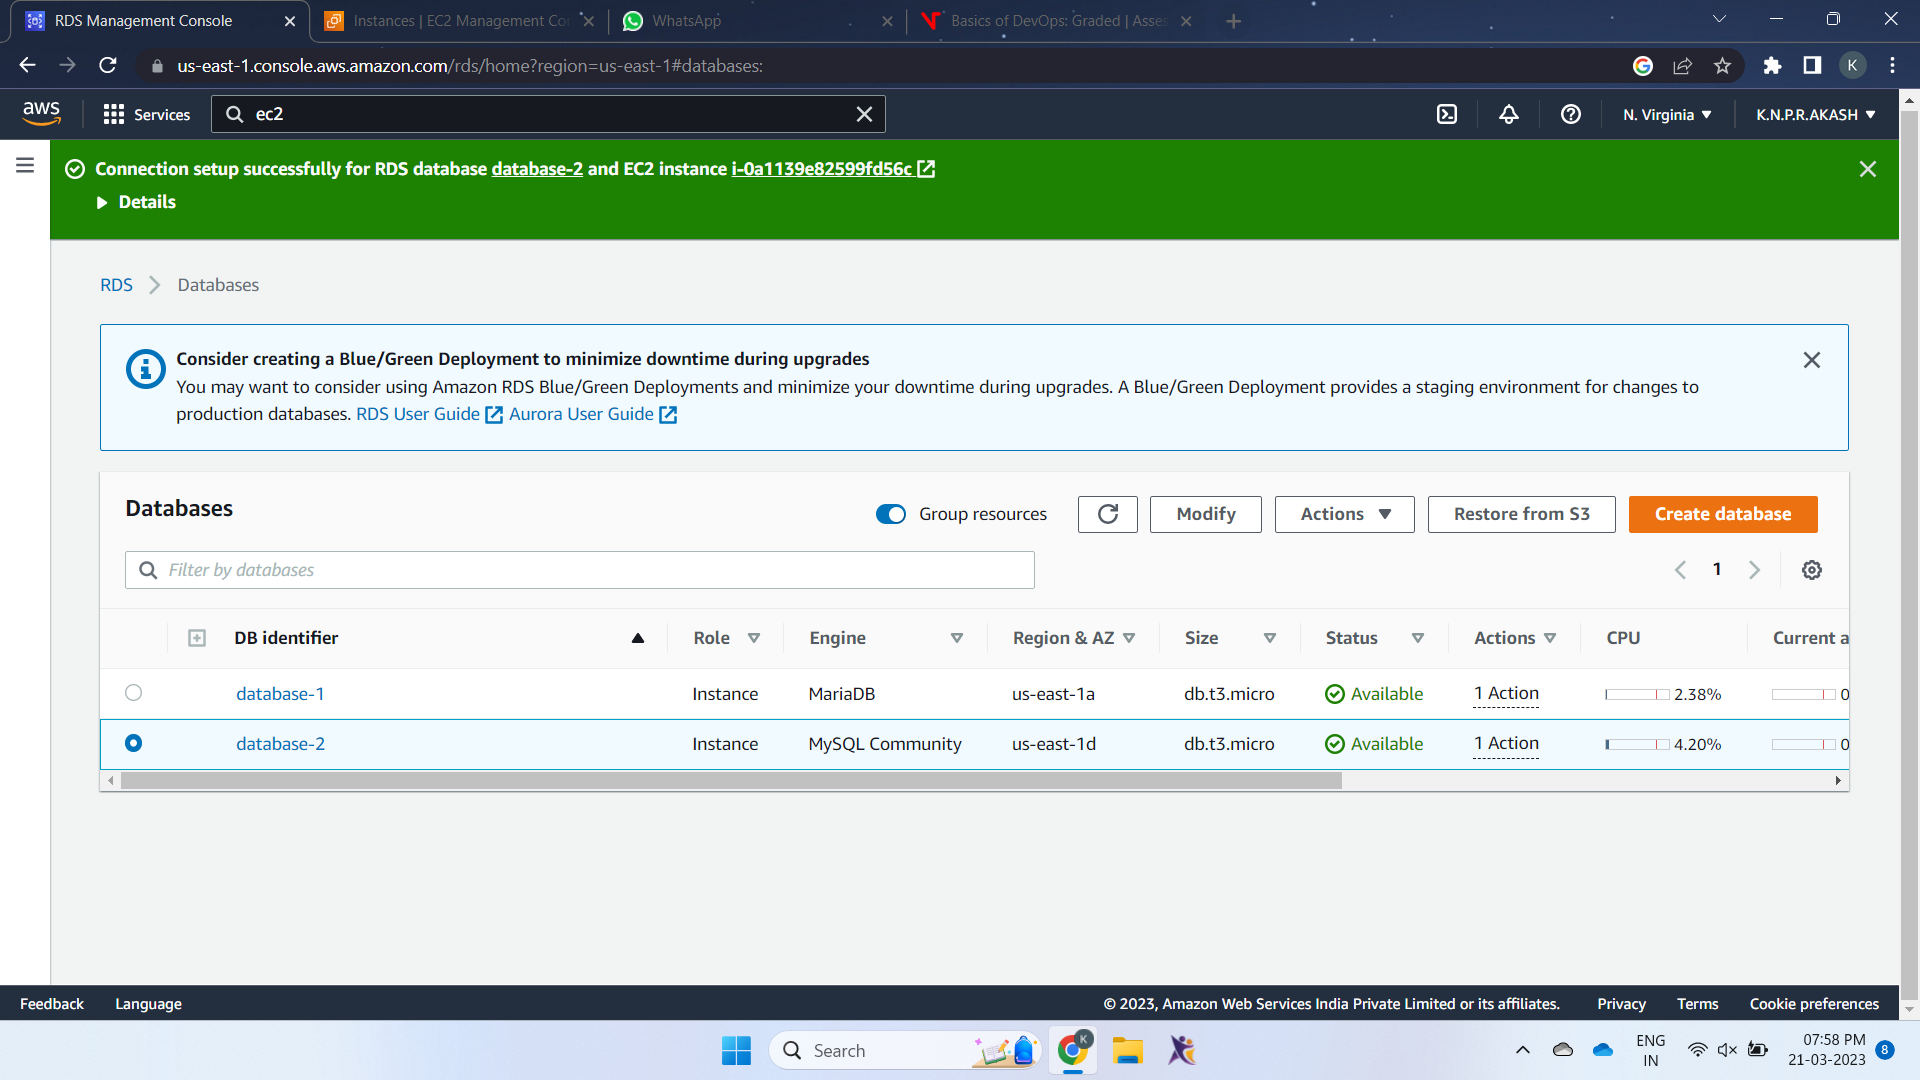 RDS Management Console
Instances | EC2 Management Con
WhatsApp
Basics of DevOps: Graded | Asses
us-east-1.console.aws.amazon.com/rds/home?region=us-east-1#databases:
K
aws
Services
ec2
N. Virginia
K.N.P.R.AKASH
Connection setup successfully for RDS database database-2 and EC2 instance i-0a1139e82599fd56c
Details
RDS
Databases
Consider creating a Blue/Green Deployment to minimize downtime during upgrades
You may want to consider using Amazon RDS Blue/Green Deployments and minimize your downtime during upgrades. A Blue/Green Deployment provides a staging environment for changes to
production databases. RDS User Guide Aurora User Guide
Databases
Group resources
Modify
Actions
Restore from S3
Create database
Filter by databases
1
DB identifier Role Engine Region & AZ Size Status Actions CPU Current a
database-1 Instance MariaDB us-east-1a db.t3.micro Available 1 Action 2.38% 0
database-2 Instance MySQL Community us-east-1d db.t3.micro Available 1 Action 4.20% 0
Feedback Language © 2023, Amazon Web Services India Private Limited or its affiliates. Privacy Terms Cookie preferences
Search
K
ENG
IN
07:58 PM
21-03-2023
8